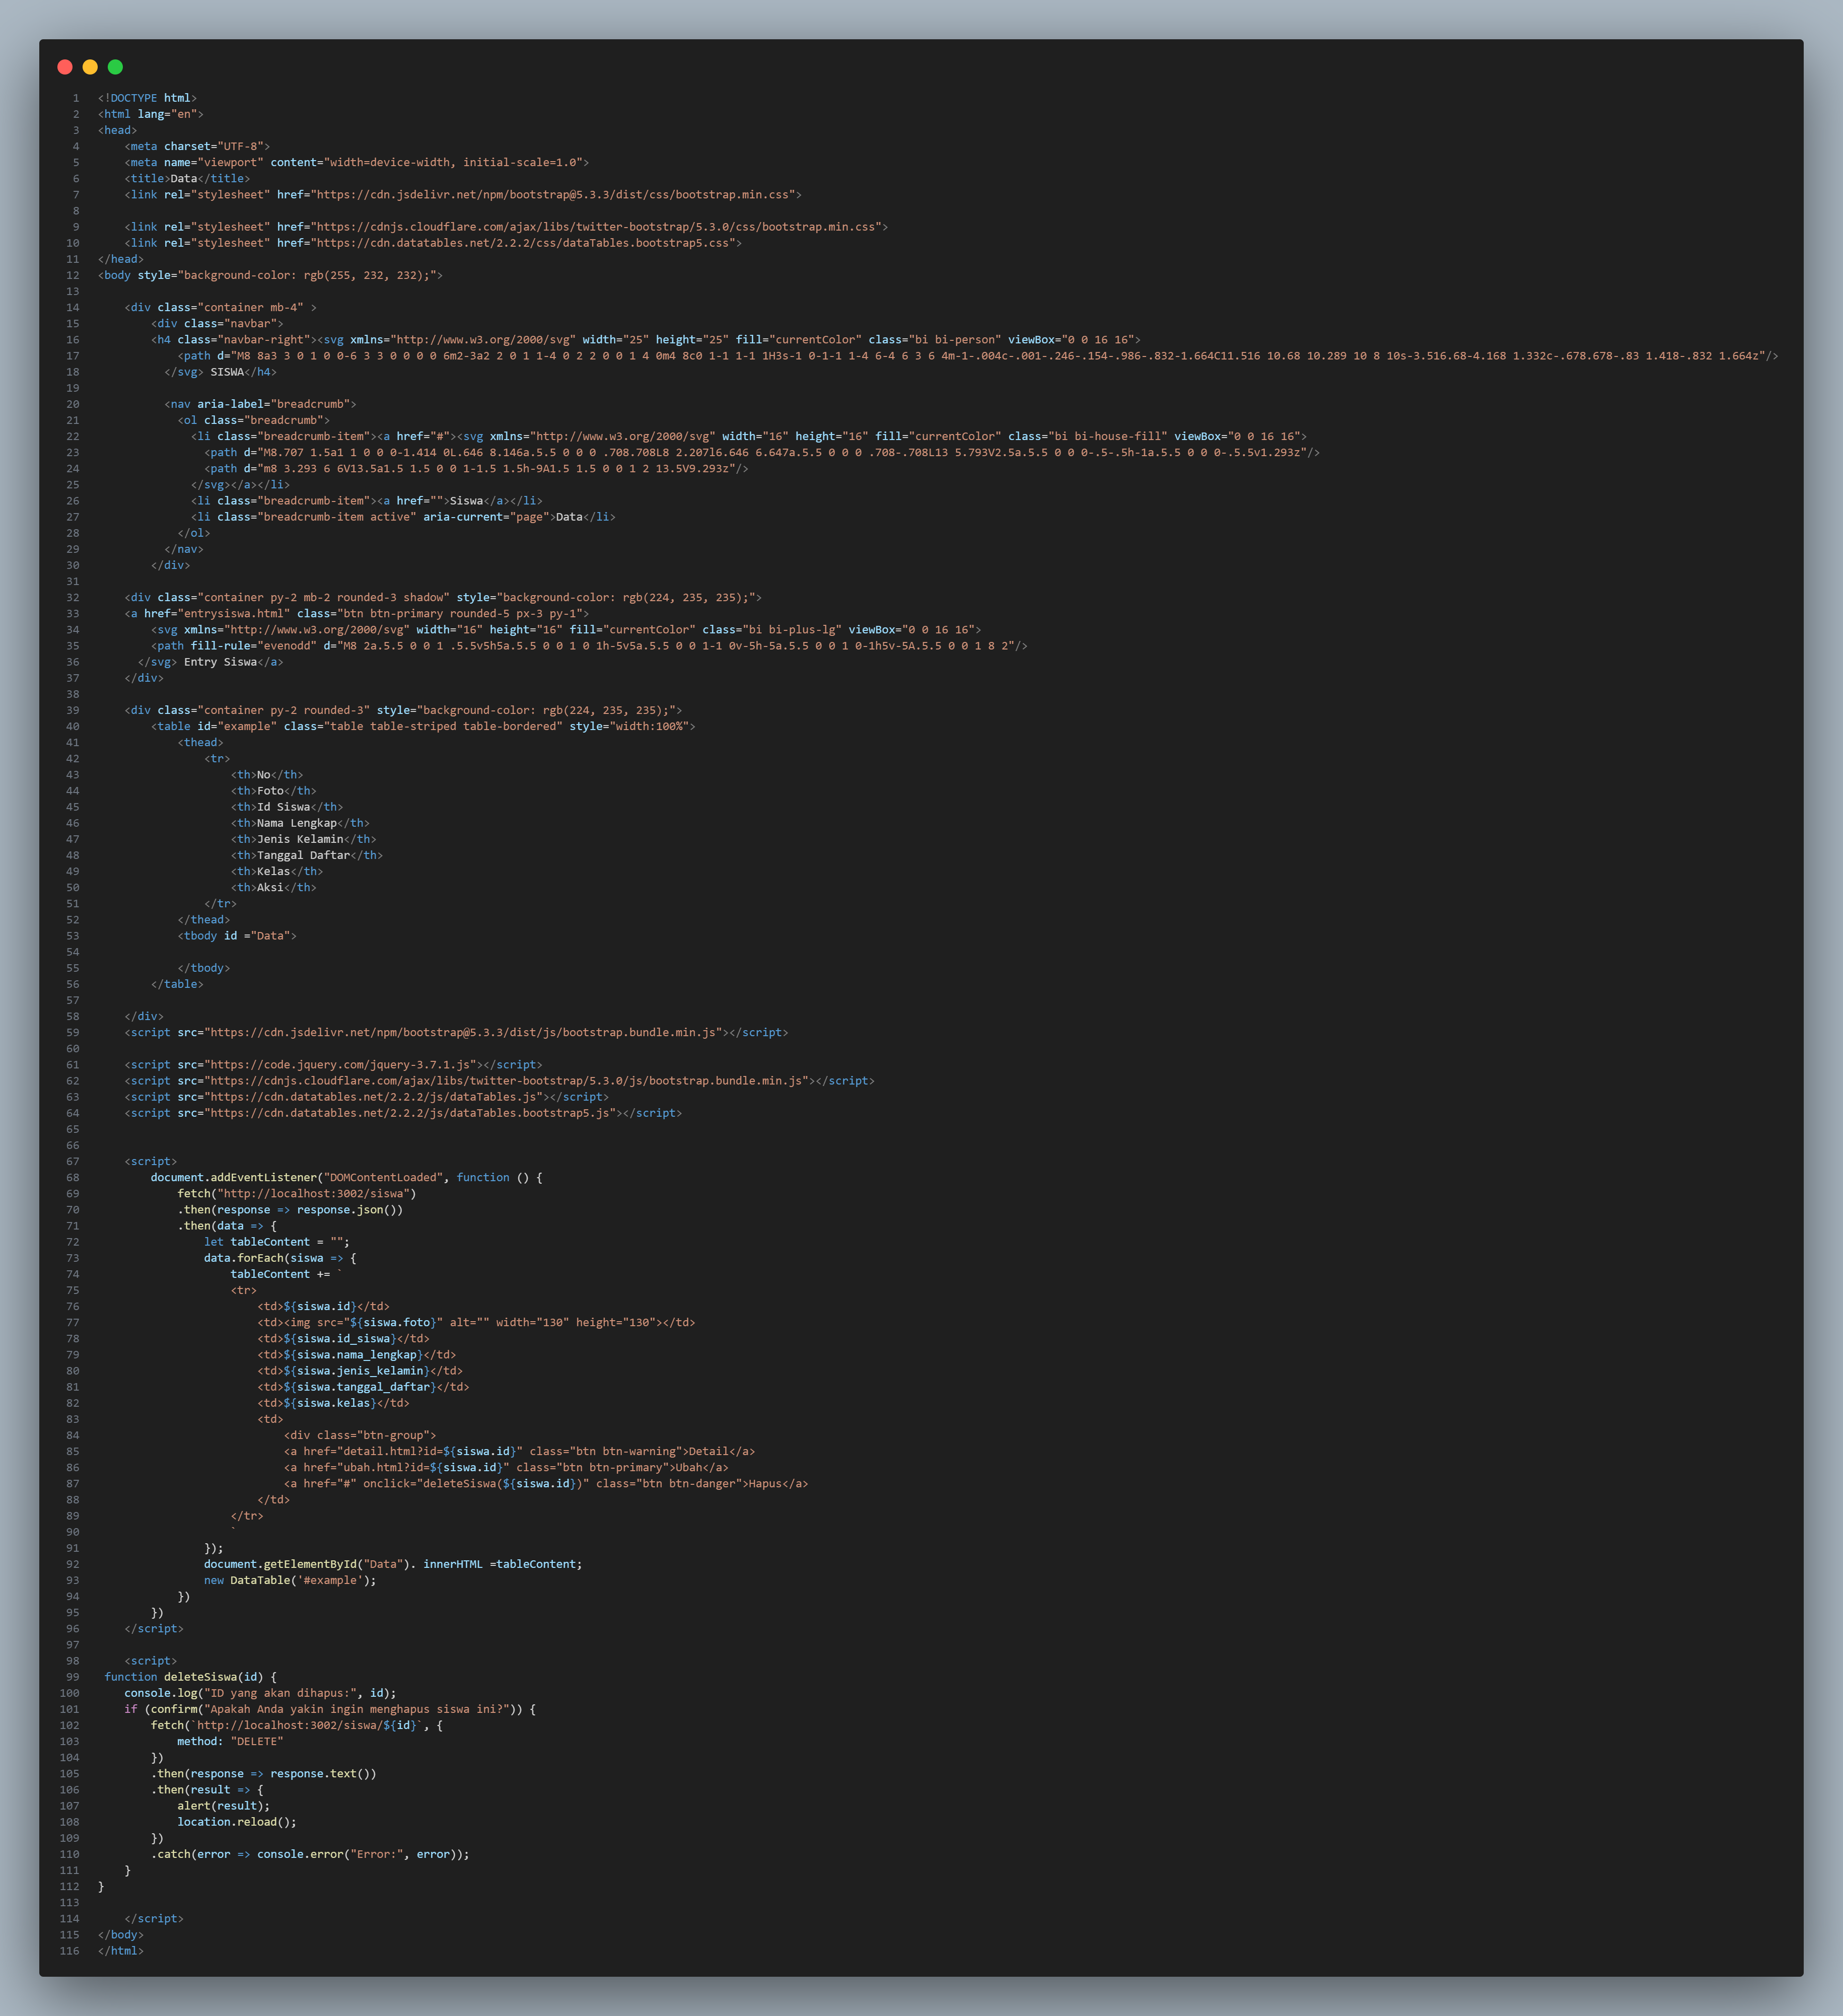 1 <!DOCTYPE html>
2 <html lang="en">
3 <head>
4     <meta charset="UTF-8">
5     <meta name="viewport" content="width=device-width, initial-scale=1.0">
6     <title>Data</title>
7     <link rel="stylesheet" href="https://cdn.jsdelivr.net/npm/bootstrap@5.3.3/dist/css/bootstrap.min.css">
8
9     <link rel="stylesheet" href="https://cdnjs.cloudflare.com/ajax/libs/twitter-bootstrap/5.3.0/css/bootstrap.min.css">
10     <link rel="stylesheet" href="https://cdn.datatables.net/2.2.2/css/dataTables.bootstrap5.css">
11 </head>
12 <body style="background-color: rgb(255, 232, 232);">
13
14     <div class="container mb-4" >
15         <div class="navbar">
16         <h4 class="navbar-right"><svg xmlns="http://www.w3.org/2000/svg" width="25" height="25" fill="currentColor" class="bi bi-person" viewBox="0 0 16 16">
17             <path d="M8 8a3 3 0 1 0 0-6 3 3 0 0 0 0 6m2-3a2 2 0 1 1-4 0 2 2 0 0 1 4 0m4 8c0 1-1 1-1 1H3s-1 0-1-1 1-4 6-4 6 3 6 4m-1-.004c-.001-.246-.154-.986-.832-1.664C11.516 10.68 10.289 10 8 10s-3.516.68-4.168 1.332c-.678.678-.83 1.418-.832 1.664z"/>
18           </svg> SISWA</h4>
19
20           <nav aria-label="breadcrumb">
21             <ol class="breadcrumb">
22               <li class="breadcrumb-item"><a href="#"><svg xmlns="http://www.w3.org/2000/svg" width="16" height="16" fill="currentColor" class="bi bi-house-fill" viewBox="0 0 16 16">
23                 <path d="M8.707 1.5a1 1 0 0 0-1.414 0L.646 8.146a.5.5 0 0 0 .708.708L8 2.207l6.646 6.647a.5.5 0 0 0 .708-.708L13 5.793V2.5a.5.5 0 0 0-.5-.5h-1a.5.5 0 0 0-.5.5v1.293z"/>
24                 <path d="m8 3.293 6 6V13.5a1.5 1.5 0 0 1-1.5 1.5h-9A1.5 1.5 0 0 1 2 13.5V9.293z"/>
25               </svg></a></li>
26               <li class="breadcrumb-item"><a href="">Siswa</a></li>
27               <li class="breadcrumb-item active" aria-current="page">Data</li>
28             </ol>
29           </nav>
30         </div>
31
32     <div class="container py-2 mb-2 rounded-3 shadow" style="background-color: rgb(224, 235, 235);">
33     <a href="entrysiswa.html" class="btn btn-primary rounded-5 px-3 py-1">
34         <svg xmlns="http://www.w3.org/2000/svg" width="16" height="16" fill="currentColor" class="bi bi-plus-lg" viewBox="0 0 16 16">
35         <path fill-rule="evenodd" d="M8 2a.5.5 0 0 1 .5.5v5h5a.5.5 0 0 1 0 1h-5v5a.5.5 0 0 1-1 0v-5h-5a.5.5 0 0 1 0-1h5v-5A.5.5 0 0 1 8 2"/>
36       </svg> Entry Siswa</a>
37     </div>
38
39     <div class="container py-2 rounded-3" style="background-color: rgb(224, 235, 235);">
40         <table id="example" class="table table-striped table-bordered" style="width:100%">
41             <thead>
42                 <tr>
43                     <th>No</th>
44                     <th>Foto</th>
45                     <th>Id Siswa</th>
46                     <th>Nama Lengkap</th>
47                     <th>Jenis Kelamin</th>
48                     <th>Tanggal Daftar</th>
49                     <th>Kelas</th>
50                     <th>Aksi</th>
51                 </tr>
52             </thead>
53             <tbody id ="Data">
54
55             </tbody>
56         </table>
57
58     </div>
59     <script src="https://cdn.jsdelivr.net/npm/bootstrap@5.3.3/dist/js/bootstrap.bundle.min.js"></script>
60
61     <script src="https://code.jquery.com/jquery-3.7.1.js"></script>
62     <script src="https://cdnjs.cloudflare.com/ajax/libs/twitter-bootstrap/5.3.0/js/bootstrap.bundle.min.js"></script>
63     <script src="https://cdn.datatables.net/2.2.2/js/dataTables.js"></script>
64     <script src="https://cdn.datatables.net/2.2.2/js/dataTables.bootstrap5.js"></script>
65
66
67     <script>
68         document.addEventListener("DOMContentLoaded", function () {
69             fetch("http://localhost:3002/siswa")
70             .then(response => response.json())
71             .then(data => {
72                 let tableContent = "";
73                 data.forEach(siswa => {
74                     tableContent += `
75                     <tr>
76                         <td>${siswa.id}</td>
77                         <td><img src="${siswa.foto}" alt="" width="130" height="130"></td>
78                         <td>${siswa.id_siswa}</td>
79                         <td>${siswa.nama_lengkap}</td>
80                         <td>${siswa.jenis_kelamin}</td>
81                         <td>${siswa.tanggal_daftar}</td>
82                         <td>${siswa.kelas}</td>
83                         <td>
84                             <div class="btn-group">
85                             <a href="detail.html?id=${siswa.id}" class="btn btn-warning">Detail</a>
86                             <a href="ubah.html?id=${siswa.id}" class="btn btn-primary">Ubah</a>
87                             <a href="#" onclick="deleteSiswa(${siswa.id})" class="btn btn-danger">Hapus</a>
88                         </td>
89                     </tr>
90                     `
91                 });
92                 document.getElementById("Data"). innerHTML =tableContent;
93                 new DataTable('#example');
94             })
95         })
96     </script>
97
98     <script>
99  function deleteSiswa(id) {
100     console.log("ID yang akan dihapus:", id);
101     if (confirm("Apakah Anda yakin ingin menghapus siswa ini?")) {
102         fetch(`http://localhost:3002/siswa/${id}`, {
103             method: "DELETE"
104         })
105         .then(response => response.text())
106         .then(result => {
107             alert(result);
108             location.reload();
109         })
110         .catch(error => console.error("Error:", error));
111     }
112 }
113
114     </script>
115 </body>
116 </html>